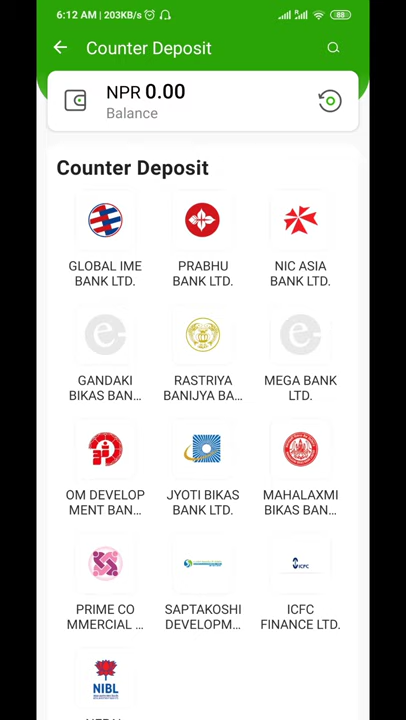 6:12 AM | 203KB/s
88
Counter Deposit
NPR 0.00
Balance
Counter Deposit
GLOBAL IME
BANK LTD.
PRABHU
BANK LTD.
NIC ASIA
BANK LTD.
GANDAKI
BIKAS BAN...
RASTRIYA
BANIJYA BA...
MEGA BANK
LTD.
OM DEVELOP
MENT BAN...
JYOTI BIKAS
BANK LTD.
MAHALAXMI
BIKAS BAN...
ICFC
PRIME CO
MMERCIAL ...
SAPTAKOSHI
DEVELOPM...
ICFC
FINANCE LTD.
NIBL